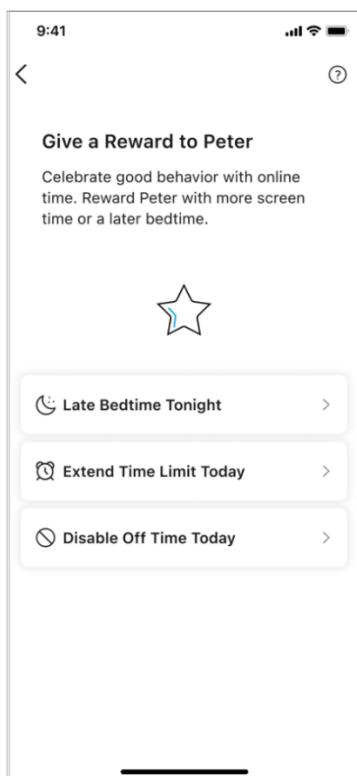 9:41
?
Give a Reward to Peter
Celebrate good behavior with online
time. Reward Peter with more screen
time or a later bedtime.
Late Bedtime Tonight
Extend Time Limit Today
Disable Off Time Today